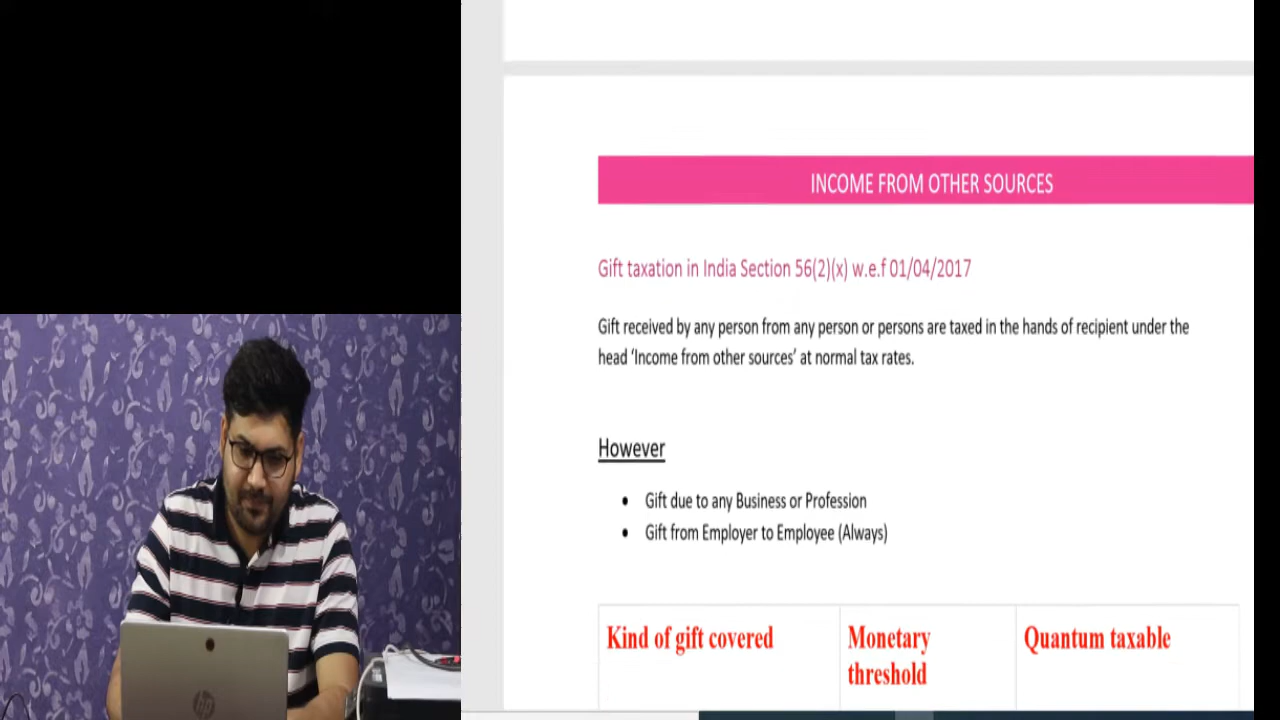 INCOME FROM OTHER SOURCES
Gift taxation in India Section 56(2)(x) w.e.f 01/04/2017
Gift received by any person from any person or persons are taxed in the hands of recipient under the
head ‘Income from other sources’ at normal tax rates.
However
• Gift due to any Business or Profession
• Gift from Employer to Employee (Always)
Kind of gift covered
Monetary
threshold
Quantum taxable
hp